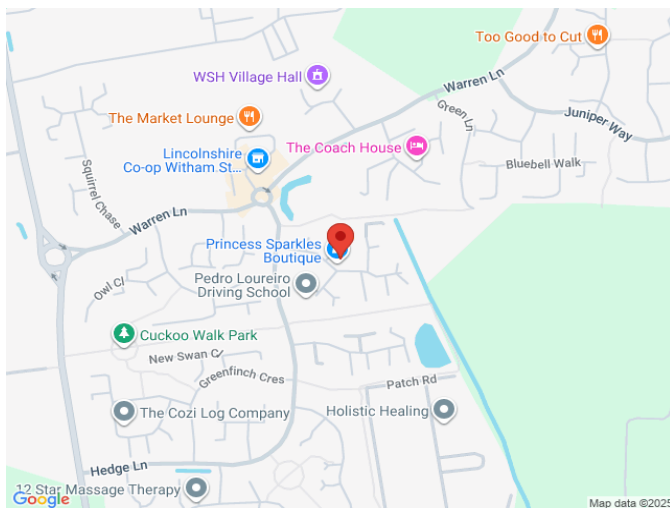 Too Good to Cut
WSH Village Hall
Warren Ln
Green Ln
The Market Lounge
Juniper Way
The Coach House
Lincolnshire
Co-op Witham St...
Bluebell Walk
Squirrel Chase
Warren Ln
Princess Sparkles
Boutique
Pedro Loureiro
Driving School
Owl Cl
Cuckoo Walk Park
New Swan Cl
Greenfinch Cres
Patch Rd
The Cozi Log Company
Holistic Healing
Hedge Ln
12 Star Massage Therapy
Google
Map data ©2025